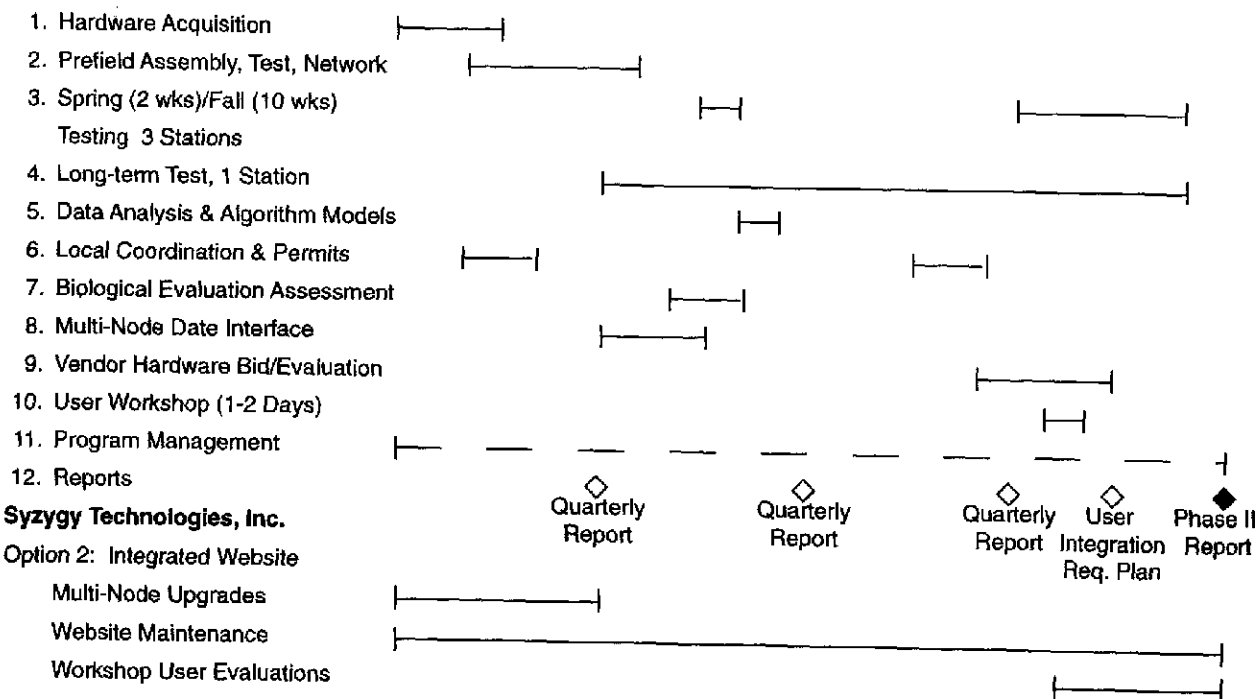 1. Hardware Acquisition
2. Prefield Assembly, Test, Network
3. Spring (2 wks)/Fall (10 wks)
Testing 3 Stations
4. Long-term Test, 1 Station
5. Data Analysis & Algorithm Models
6. Local Coordination & Permits
7. Biological Evaluation Assessment
8. Multi-Node Date Interface
9. Vendor Hardware Bid/Evaluation
10. User Workshop (1-2 Days)
11. Program Management
12. Reports
Quarterly
Report
Quarterly
Report
Quarterly
Report
User
Integration
Req. Plan
Phase II
Report
Syzygy Technologies, Inc.
Option 2: Integrated Website
Multi-Node Upgrades
Website Maintenance
Workshop User Evaluations